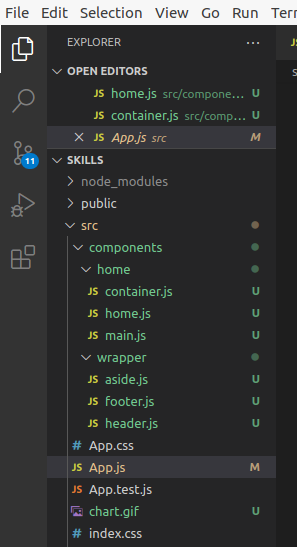 File Edit Selection View Go Run Tern
EXPLORER ...
OPEN EDITORS
JS home.js src/compone... U
JS container.js src/comp... U
JS App.js src M
SKILLS
node_modules
public
src
components
home
JS container.js U
JS home.js U
JS main.js U
wrapper
JS aside.js U
JS footer.js U
JS header.js U
# App.css
JS App.js M
JS App.test.js
chart.gif U
# index.css
11
JS
s